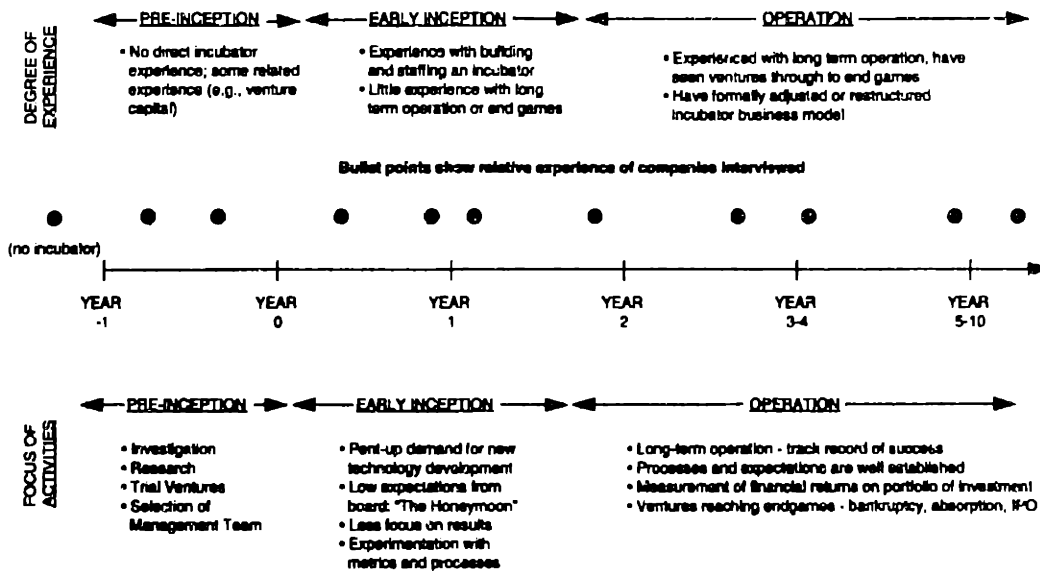 DEGREE OF
EXPERIENCE
PRE-INCEPTION
• No direct incubator
experience; some related
experience (e.g., venture
capital)
EARLY INCEPTION
• Experience with building
and staffing an incubator
• Little experience with long
term operation or end games
OPERATION
• Experienced with long term operation, have
seen ventures through to end games
• Have formally adjusted or restructured
incubator business model
Bullet points show relative experience of companies interviewed
(no incubator)
YEAR
-1
YEAR
0
YEAR
1
YEAR
2
YEAR
3-4
YEAR
5-10
FOCUS OF
ACTIVITIES
PRE-INCEPTION
• Investigation
• Research
• Trial Ventures
• Selection of
Management Team
EARLY INCEPTION
• Pent-up demand for new
technology development
• Low expectations from
board: "The Honeymoon"
• Less focus on results
• Experimentation with
metrics and processes
OPERATION
• Long-term operation - track record of success
• Processes and expectations are well established
• Measurement of financial returns on portfolio of investment
• Ventures reaching endgames - bankruptcy, absorption, IPO